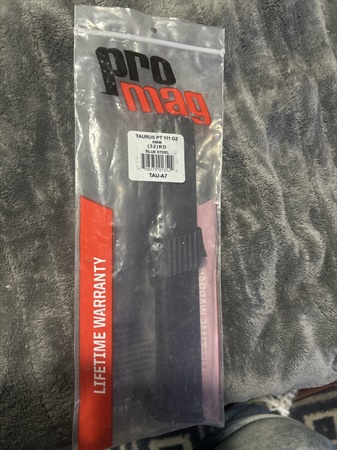 pro
mag
TAURUS PT 111 G2
9MM
(32)RD
BLUE STEEL
TAU-A7
LIFETIME WARRANTY